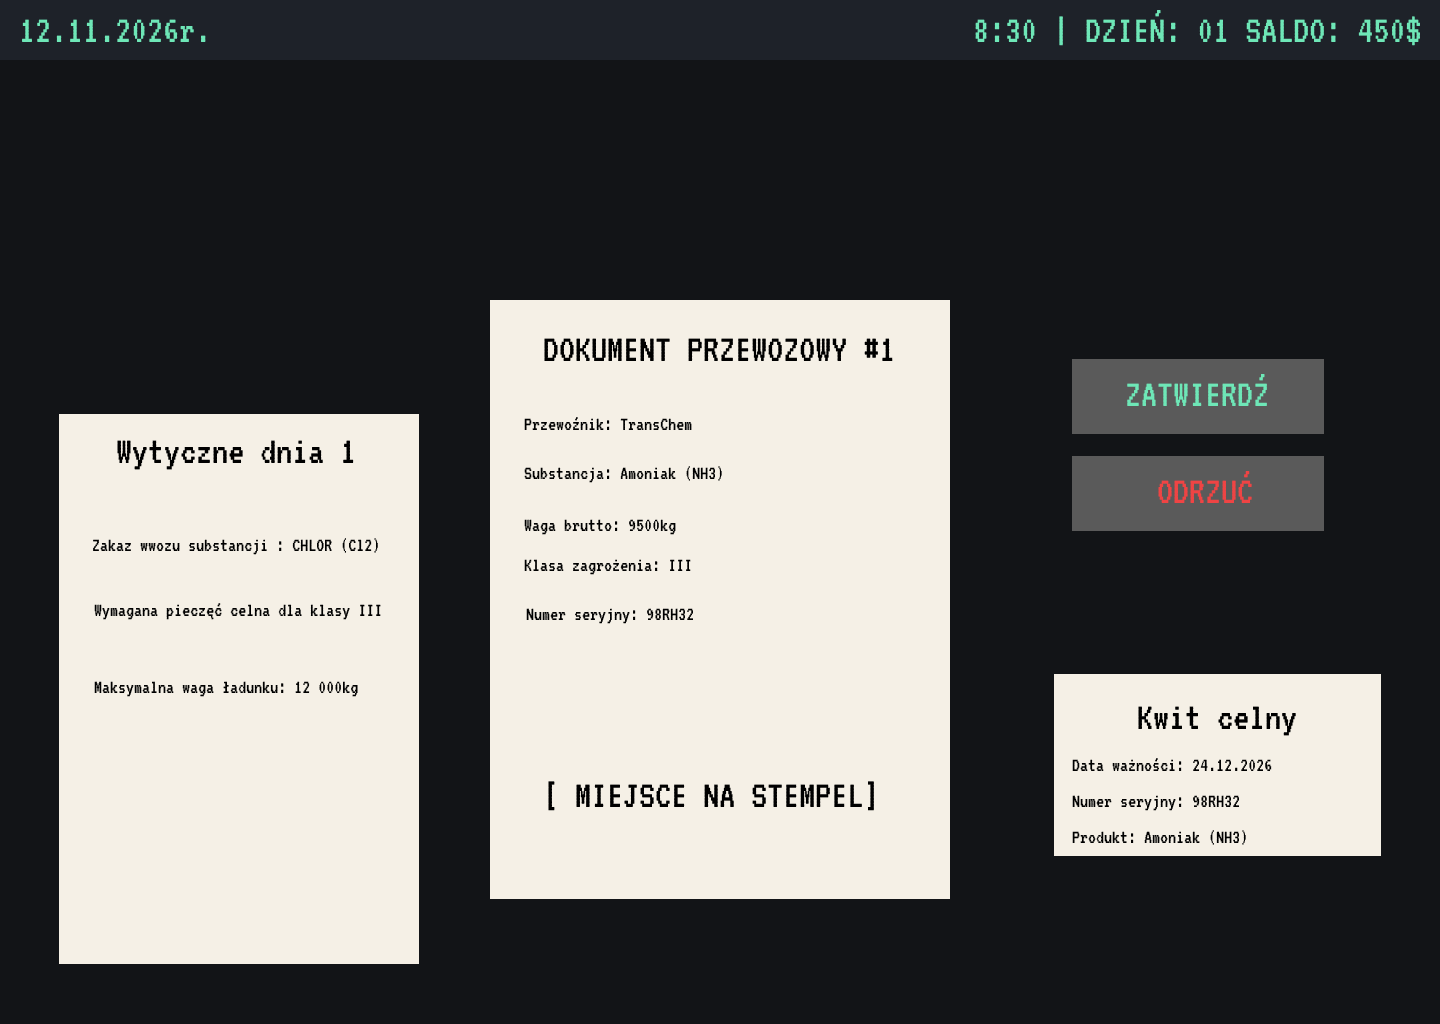 12.11.2026r.
8:30 | DZIEŃ: 01 SALDO: 450$
Wytyczne dnia 1
Zakaz wwozu substancji : CHLOR (Cl2)
Wymagana pieczęć celna dla klasy III
Maksymalna waga ładunku: 12 000kg
DOKUMENT PRZEWOZOWY #1
Przewoźnik: TransChem
Substancja: Amoniak (NH3)
Waga brutto: 9500kg
Klasa zagrożenia: III
Numer seryjny: 98RH32
[ MIEJSCE NA STEMPEL]
ZATWIERDŹ
ODRZUĆ
Kwit celny
Data ważności: 24.12.2026
Numer seryjny: 98RH32
Produkt: Amoniak (NH3)